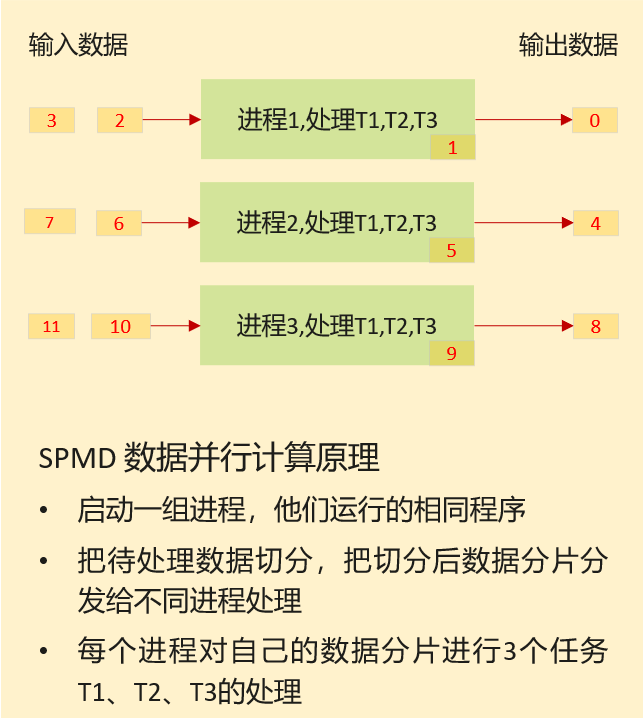 输入数据 输出数据
3 2 进程1,处理T1,T2,T3 0
1
7 6 进程2,处理T1,T2,T3 4
5
11 10 进程3,处理T1,T2,T3 8
9
SPMD 数据并行计算原理
• 启动一组进程，他们运行的相同程序
• 把待处理数据切分，把切分后数据分片分
发给不同进程处理
• 每个进程对自己的数据分片进行3个任务
T1、T2、T3的处理